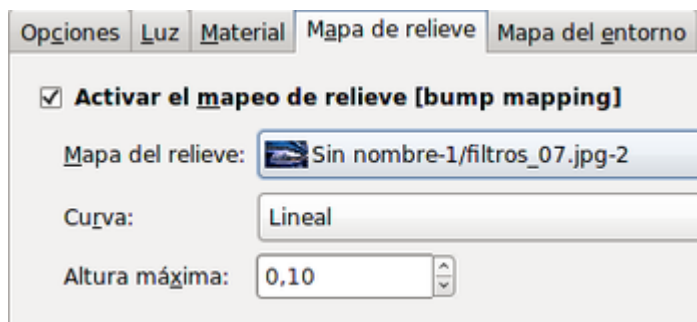 Opciones Luz Material Mapa de relieve Mapa del entorno
Activar el mapeo de relieve [bump mapping]
Mapa del relieve: Sin nombre-1/filtros_07.jpg-2
Curva: Lineal
Altura máxima: 0,10